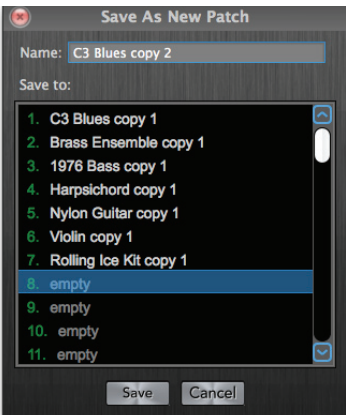 Save As New Patch
Name: C3 Blues copy 2
Save to:
1. C3 Blues copy 1
2. Brass Ensemble copy 1
3. 1976 Bass copy 1
4. Harpsichord copy 1
5. Nylon Guitar copy 1
6. Violin copy 1
7. Rolling Ice Kit copy 1
8. empty
9. empty
10. empty
11. empty
Save Cancel